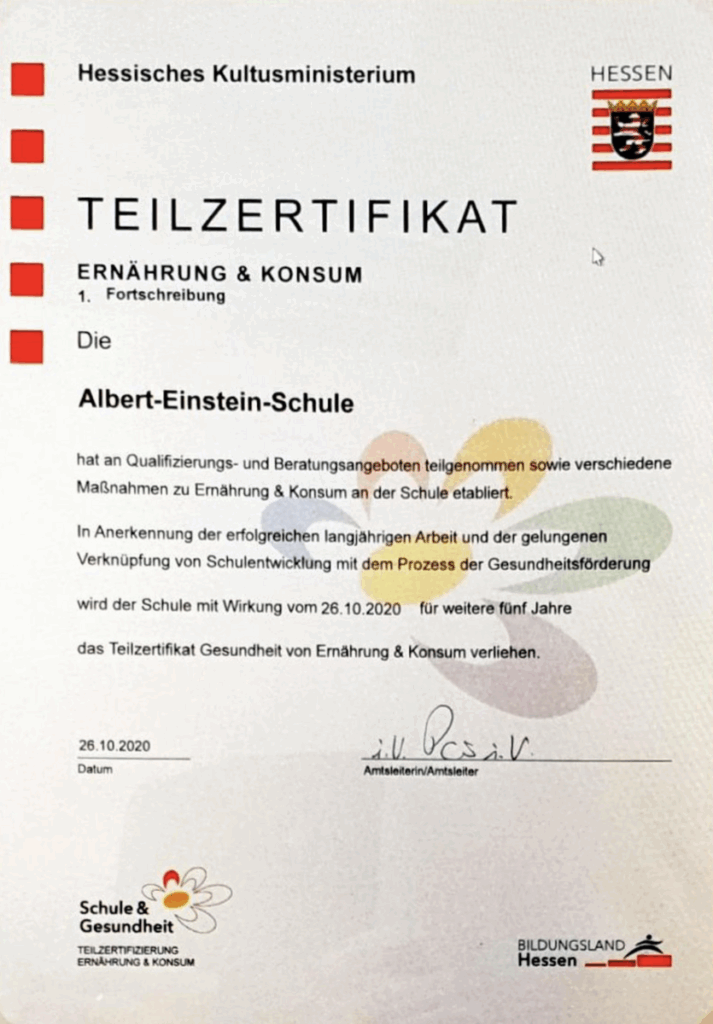 Hessisches Kultusministerium
HESSEN
TEILZERTIFIKAT
ERNÄHRUNG & KONSUM
1. Fortschreibung
Die
Albert-Einstein-Schule
hat an Qualifizierungs- und Beratungsangeboten teilgenommen sowie verschiedene
Maßnahmen zu Ernährung & Konsum an der Schule etabliert.
In Anerkennung der erfolgreichen langjährigen Arbeit und der gelungenen
Verknüpfung von Schulentwicklung mit dem Prozess der Gesundheitsförderung
wird der Schule mit Wirkung vom 26.10.2020 für weitere fünf Jahre
das Teilzertifikat Gesundheit von Ernährung & Konsum verliehen.
26.10.2020
i.V.
Datum
Amtsleiterin/Amtsleiter
Schule &
Gesundheit
TEILZERTIFIZIERUNG
ERNÄHRUNG & KONSUM
BILDUNGSLAND
Hessen